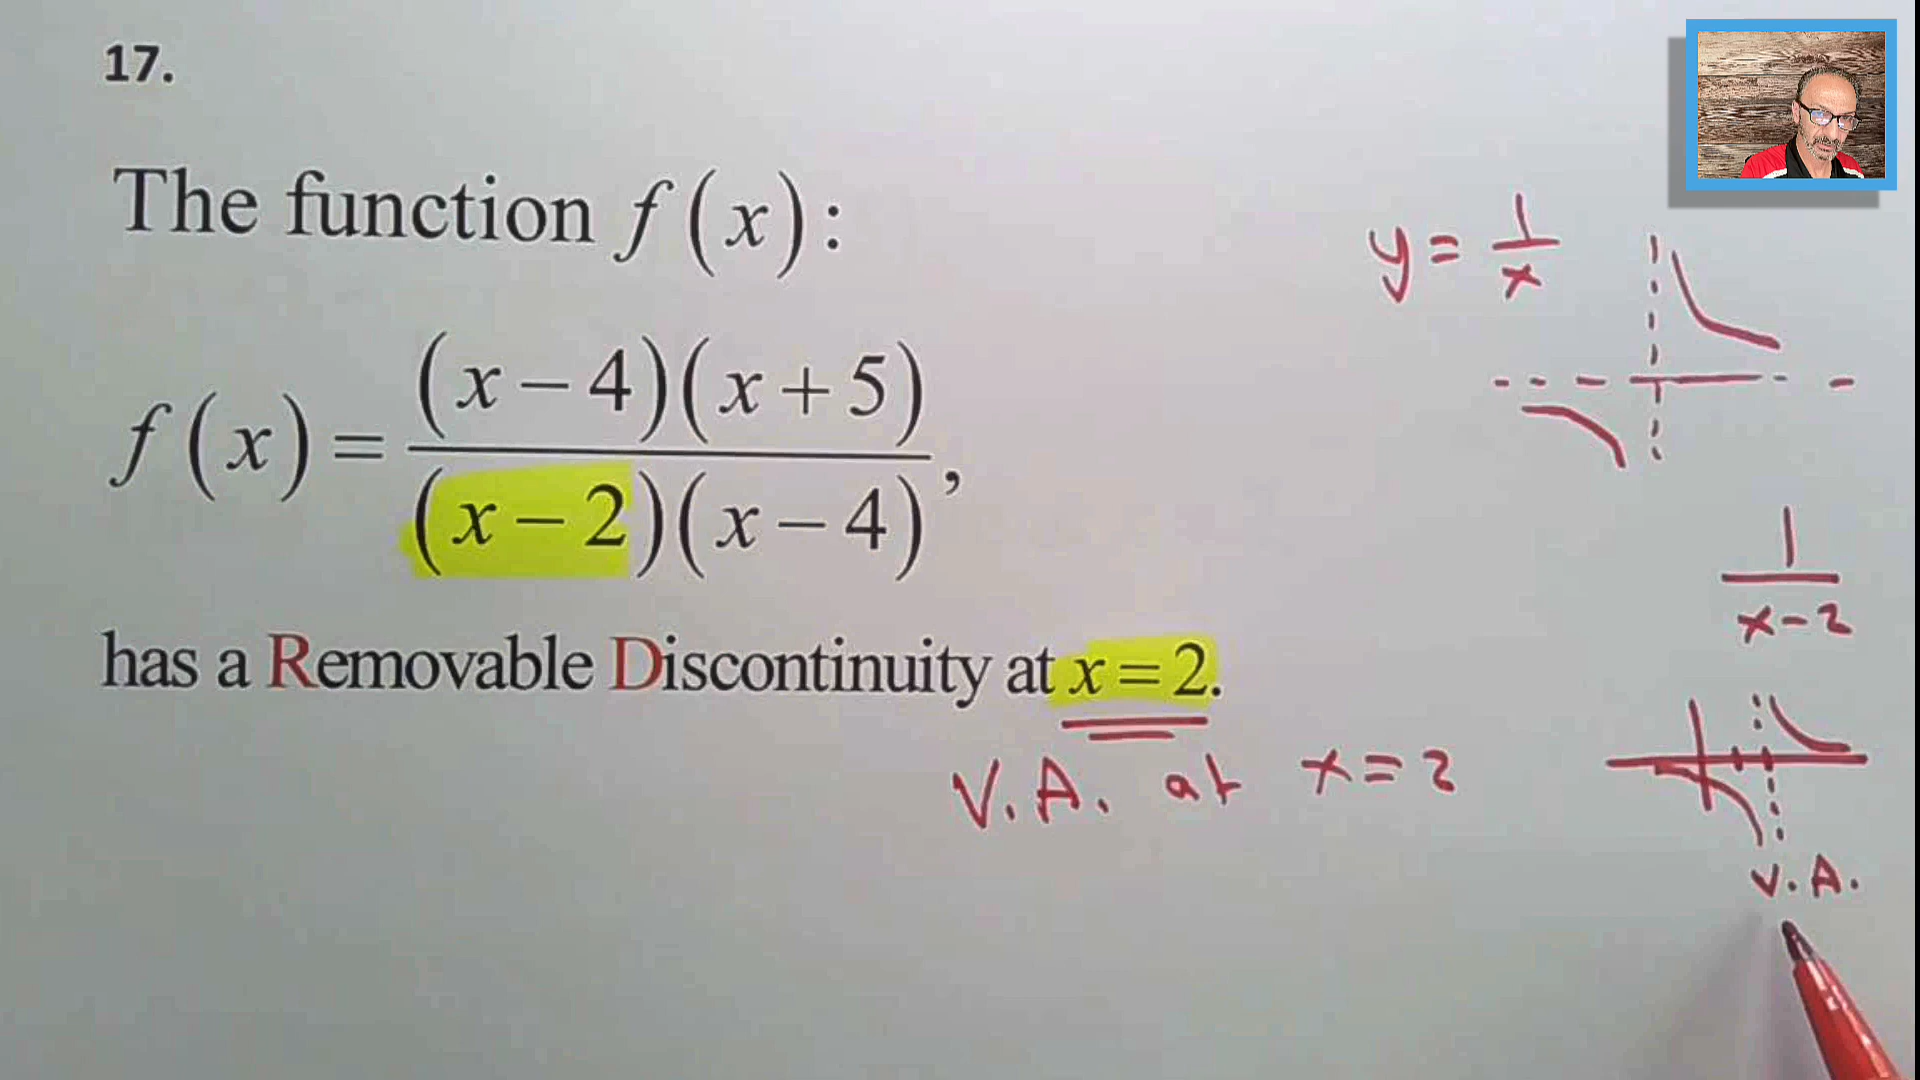 17.
The function f(x):
f(x) = (x − 4)(x + 5) / (x − 2)(x − 4),
has a Removable Discontinuity at x = 2.
V.A. at x = 2
y = 1/x
1/x − 2
V.A.